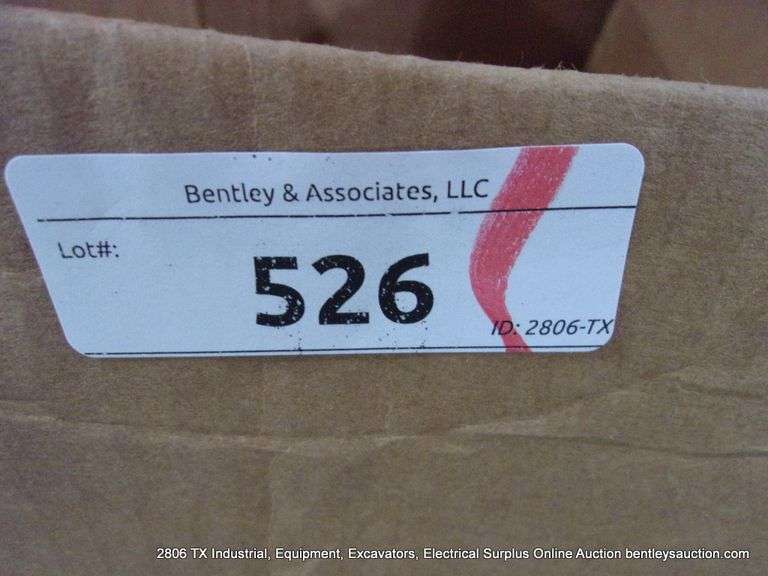 Bentley & Associates, LLC
Lot#:
526
ID: 2806-TX
2806 TX Industrial, Equipment, Excavators, Electrical Surplus Online Auction bentleysauction.com